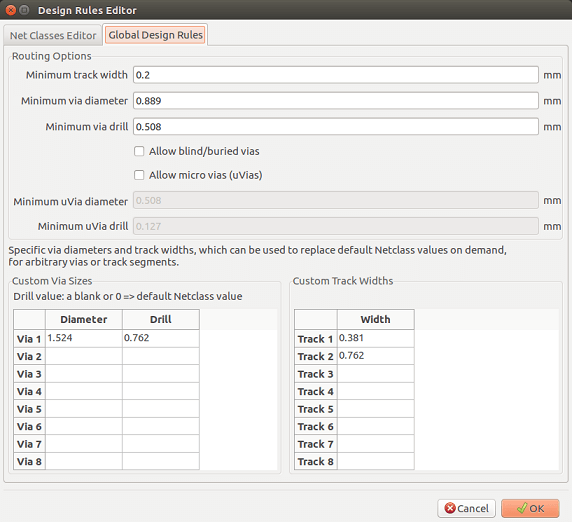 Design Rules Editor
Net Classes Editor Global Design Rules
Routing Options
Minimum track width 0.2 mm
Minimum via diameter 0.889 mm
Minimum via drill 0.508 mm
Allow blind/buried vias
Allow micro vias (uVias)
Minimum uVia diameter 0.508 mm
Minimum uVia drill 0.127 mm
Specific via diameters and track widths, which can be used to replace default Netclass values on demand,
for arbitrary vias or track segments.
Custom Via Sizes
Drill value: a blank or 0 => default Netclass value
Diameter Drill
Via 1 1.524 0.762
Via 2
Via 3
Via 4
Via 5
Via 6
Via 7
Via 8
Custom Track Widths
Width
Track 1 0.381
Track 2 0.762
Track 3
Track 4
Track 5
Track 6
Track 7
Track 8
Cancel OK